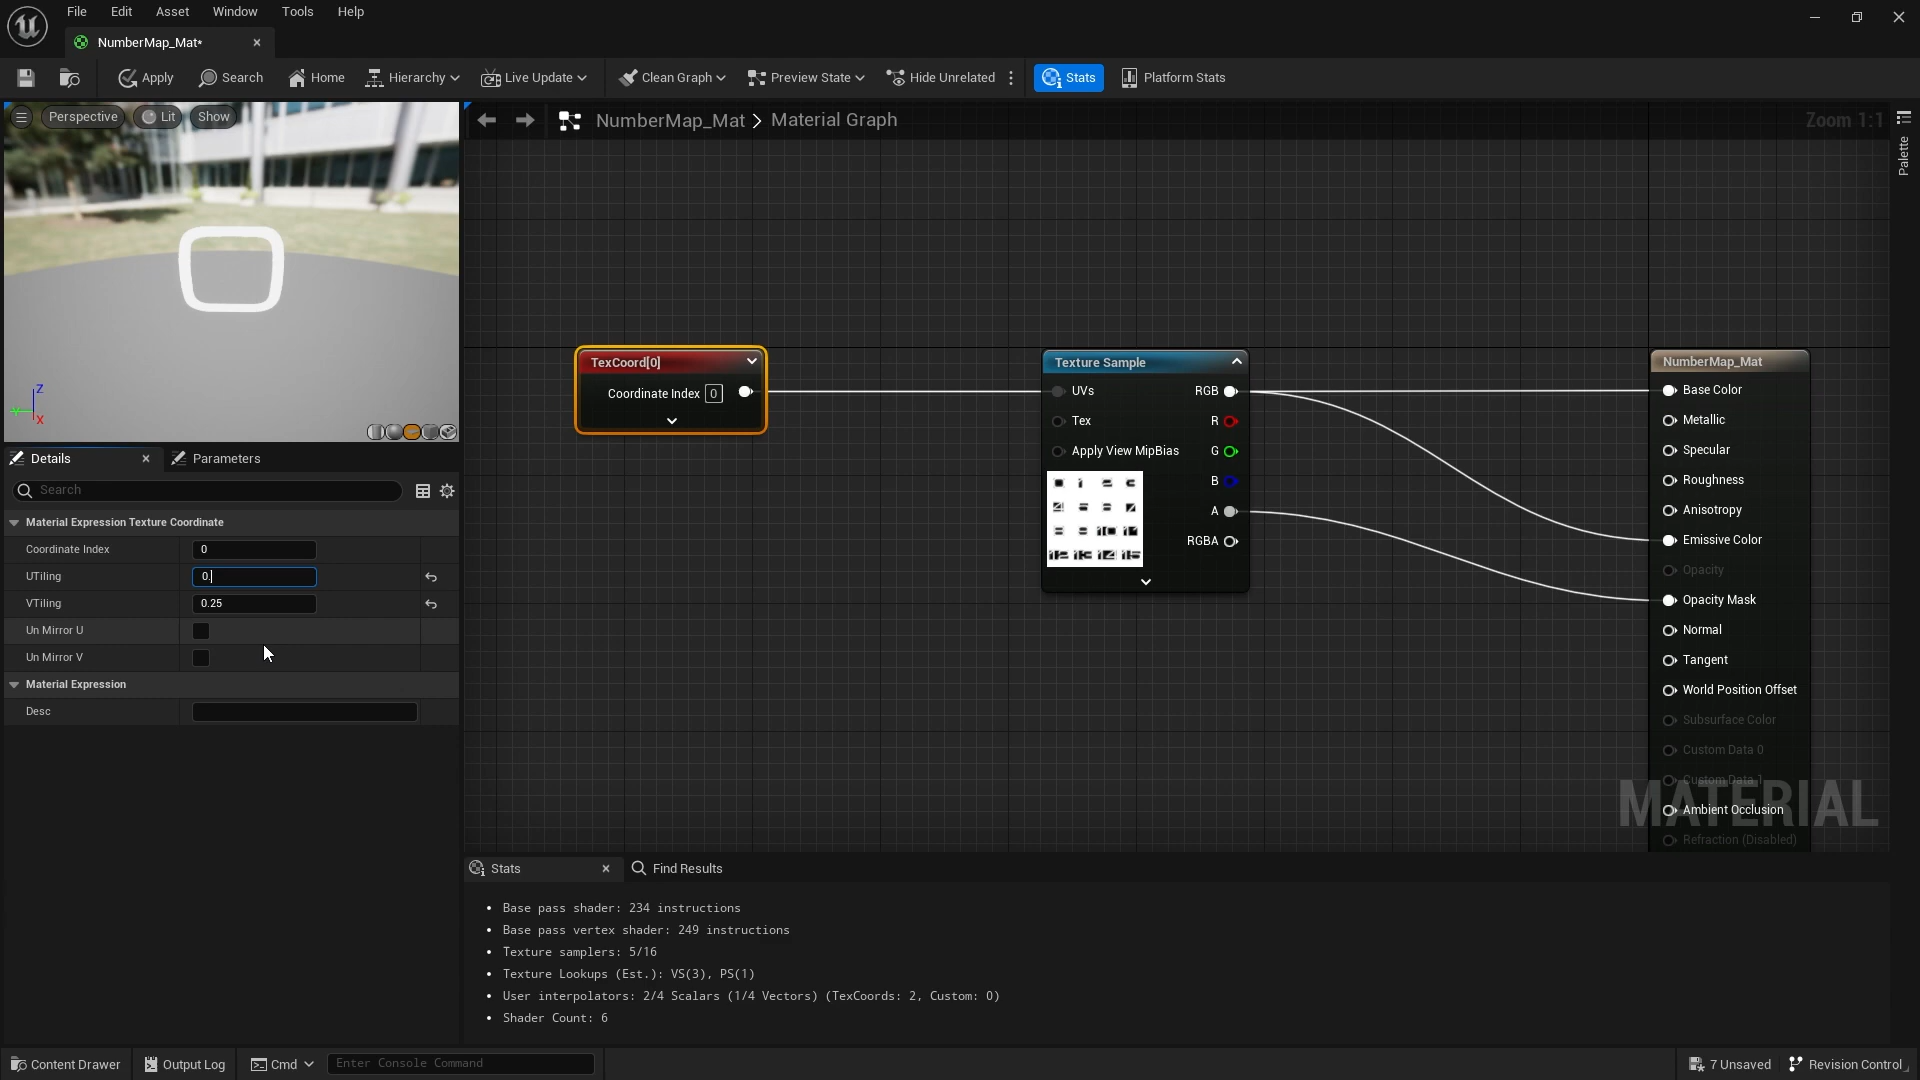 File Edit Asset Window Tools Help
NumberMap_Mat*
Apply Search Home Hierarchy Live Update Clean Graph Preview State Hide Unrelated Stats Platform Stats
Perspective Lit Show
NumberMap_Mat > Material Graph
Zoom 1:1
Palette
Z
Y
X
TexCoord[0]
Coordinate Index 0
Texture Sample
UVs RGB
Tex R
Apply View MipBias G
B
A
RGBA
NumberMap_Mat
Base Color
Metallic
Specular
Roughness
Anisotropy
Emissive Color
Opacity
Opacity Mask
Normal
Tangent
World Position Offset
Subsurface Color
Custom Data 0
Custom Data 1
Ambient Occlusion
Refraction (Disabled)
MATERIAL
Details Parameters
Search
Material Expression Texture Coordinate
Coordinate Index 0
UTiling 0.
VTiling 0.25
Un Mirror U
Un Mirror V
Material Expression
Desc
Stats Find Results
• Base pass shader: 234 instructions
• Base pass vertex shader: 249 instructions
• Texture samplers: 5/16
• Texture Lookups (Est.): VS(3), PS(1)
• User interpolators: 2/4 Scalars (1/4 Vectors) (TexCoords: 2, Custom: 0)
• Shader Count: 6
Content Drawer Output Log Cmd Enter Console Command 7 Unsaved Revision Control